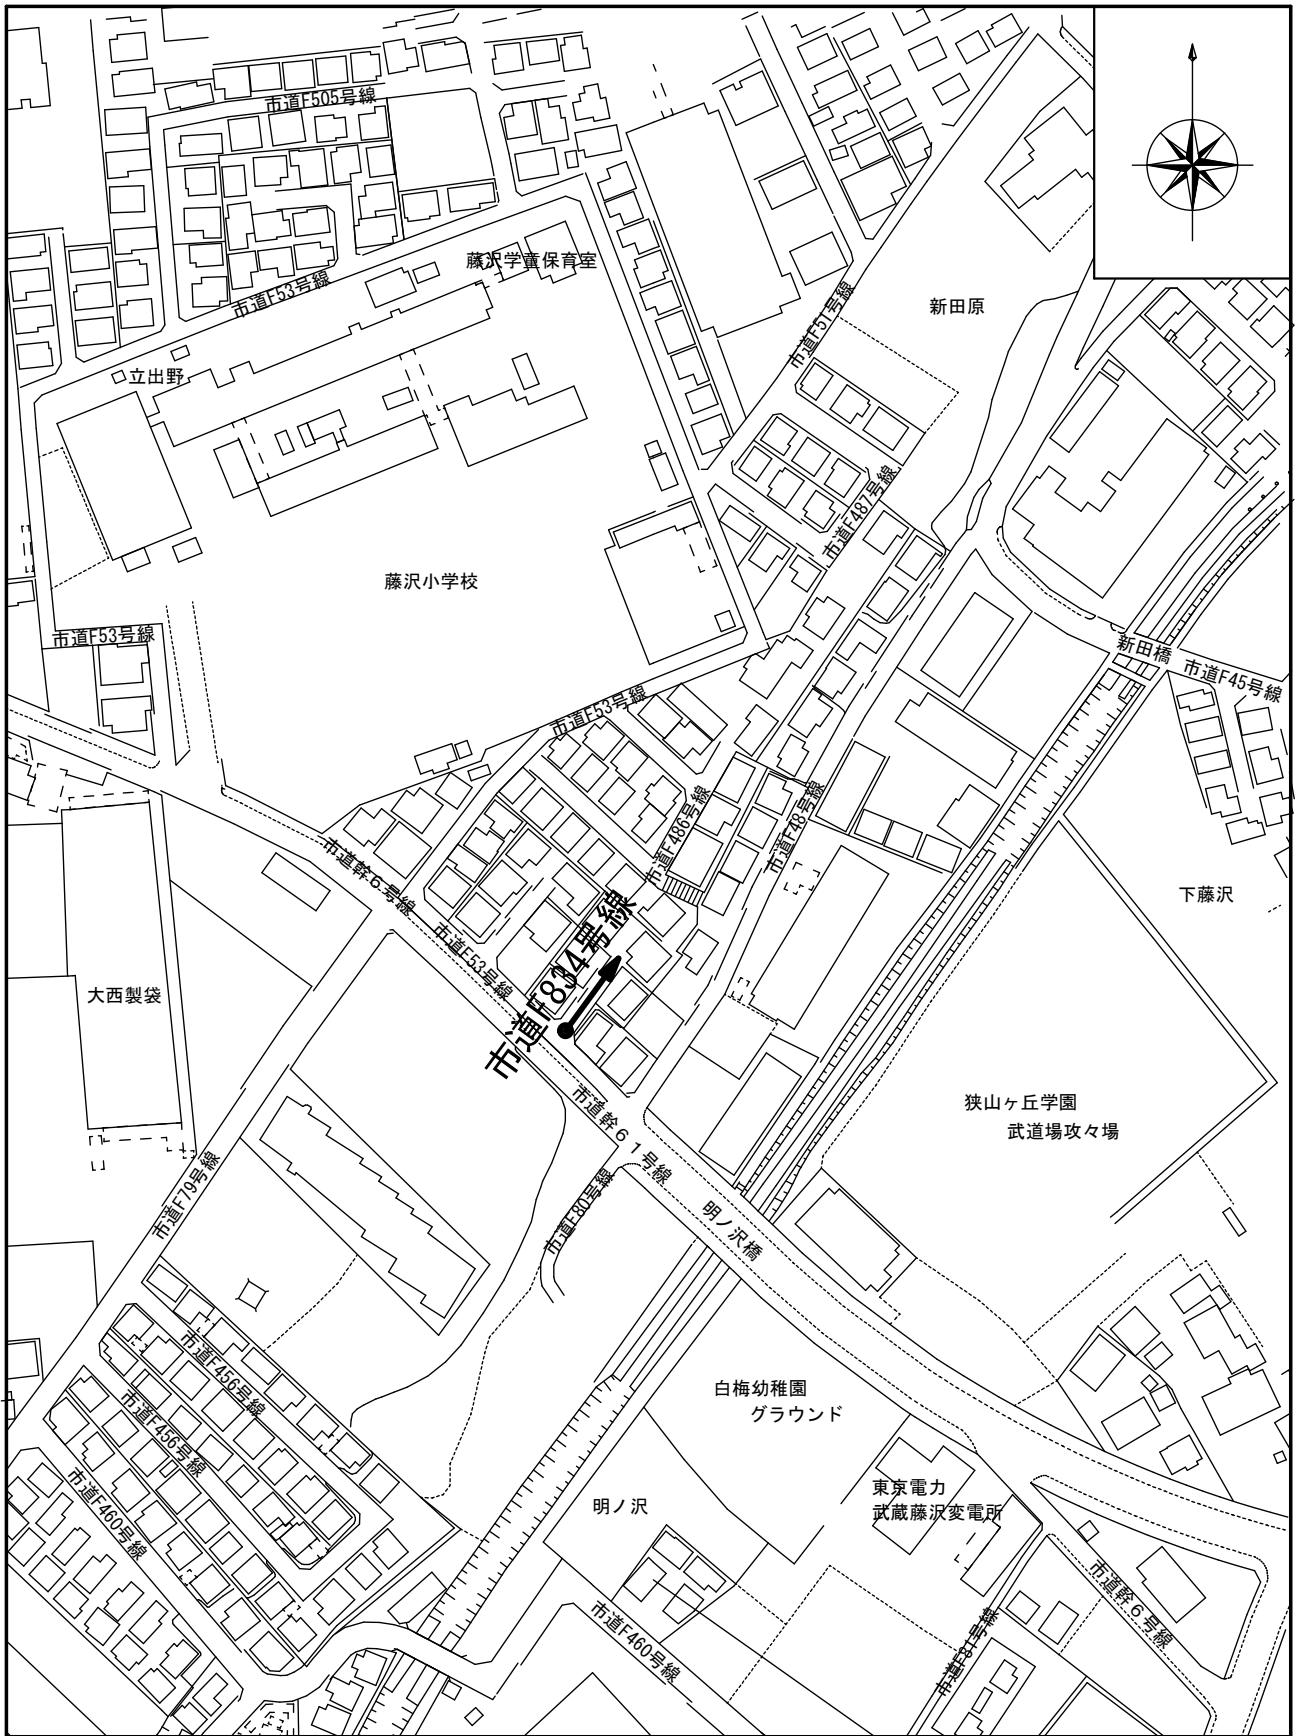 市道F505号線
藤沢学童保育室
市道F53号線
市道F51号線
新田原
立出野
市道F487号線
藤沢小学校
市道F53号線
新田橋
市道F45号線
市道F53号線
市道F486号線
市道F48号線
市道幹6号線
下藤沢
市道F53号線
市道F834号線
大西製袋
狭山ヶ丘学園
武道場攻々場
市道幹61号線
市道F79号線
市道F80号線
明ノ沢橋
市道F456号線
白梅幼稚園
グラウンド
市道F456号線
東京電力
武蔵藤沢変電所
市道F460号線
明ノ沢
市道幹6号線
市道F460号線
市道F81号線